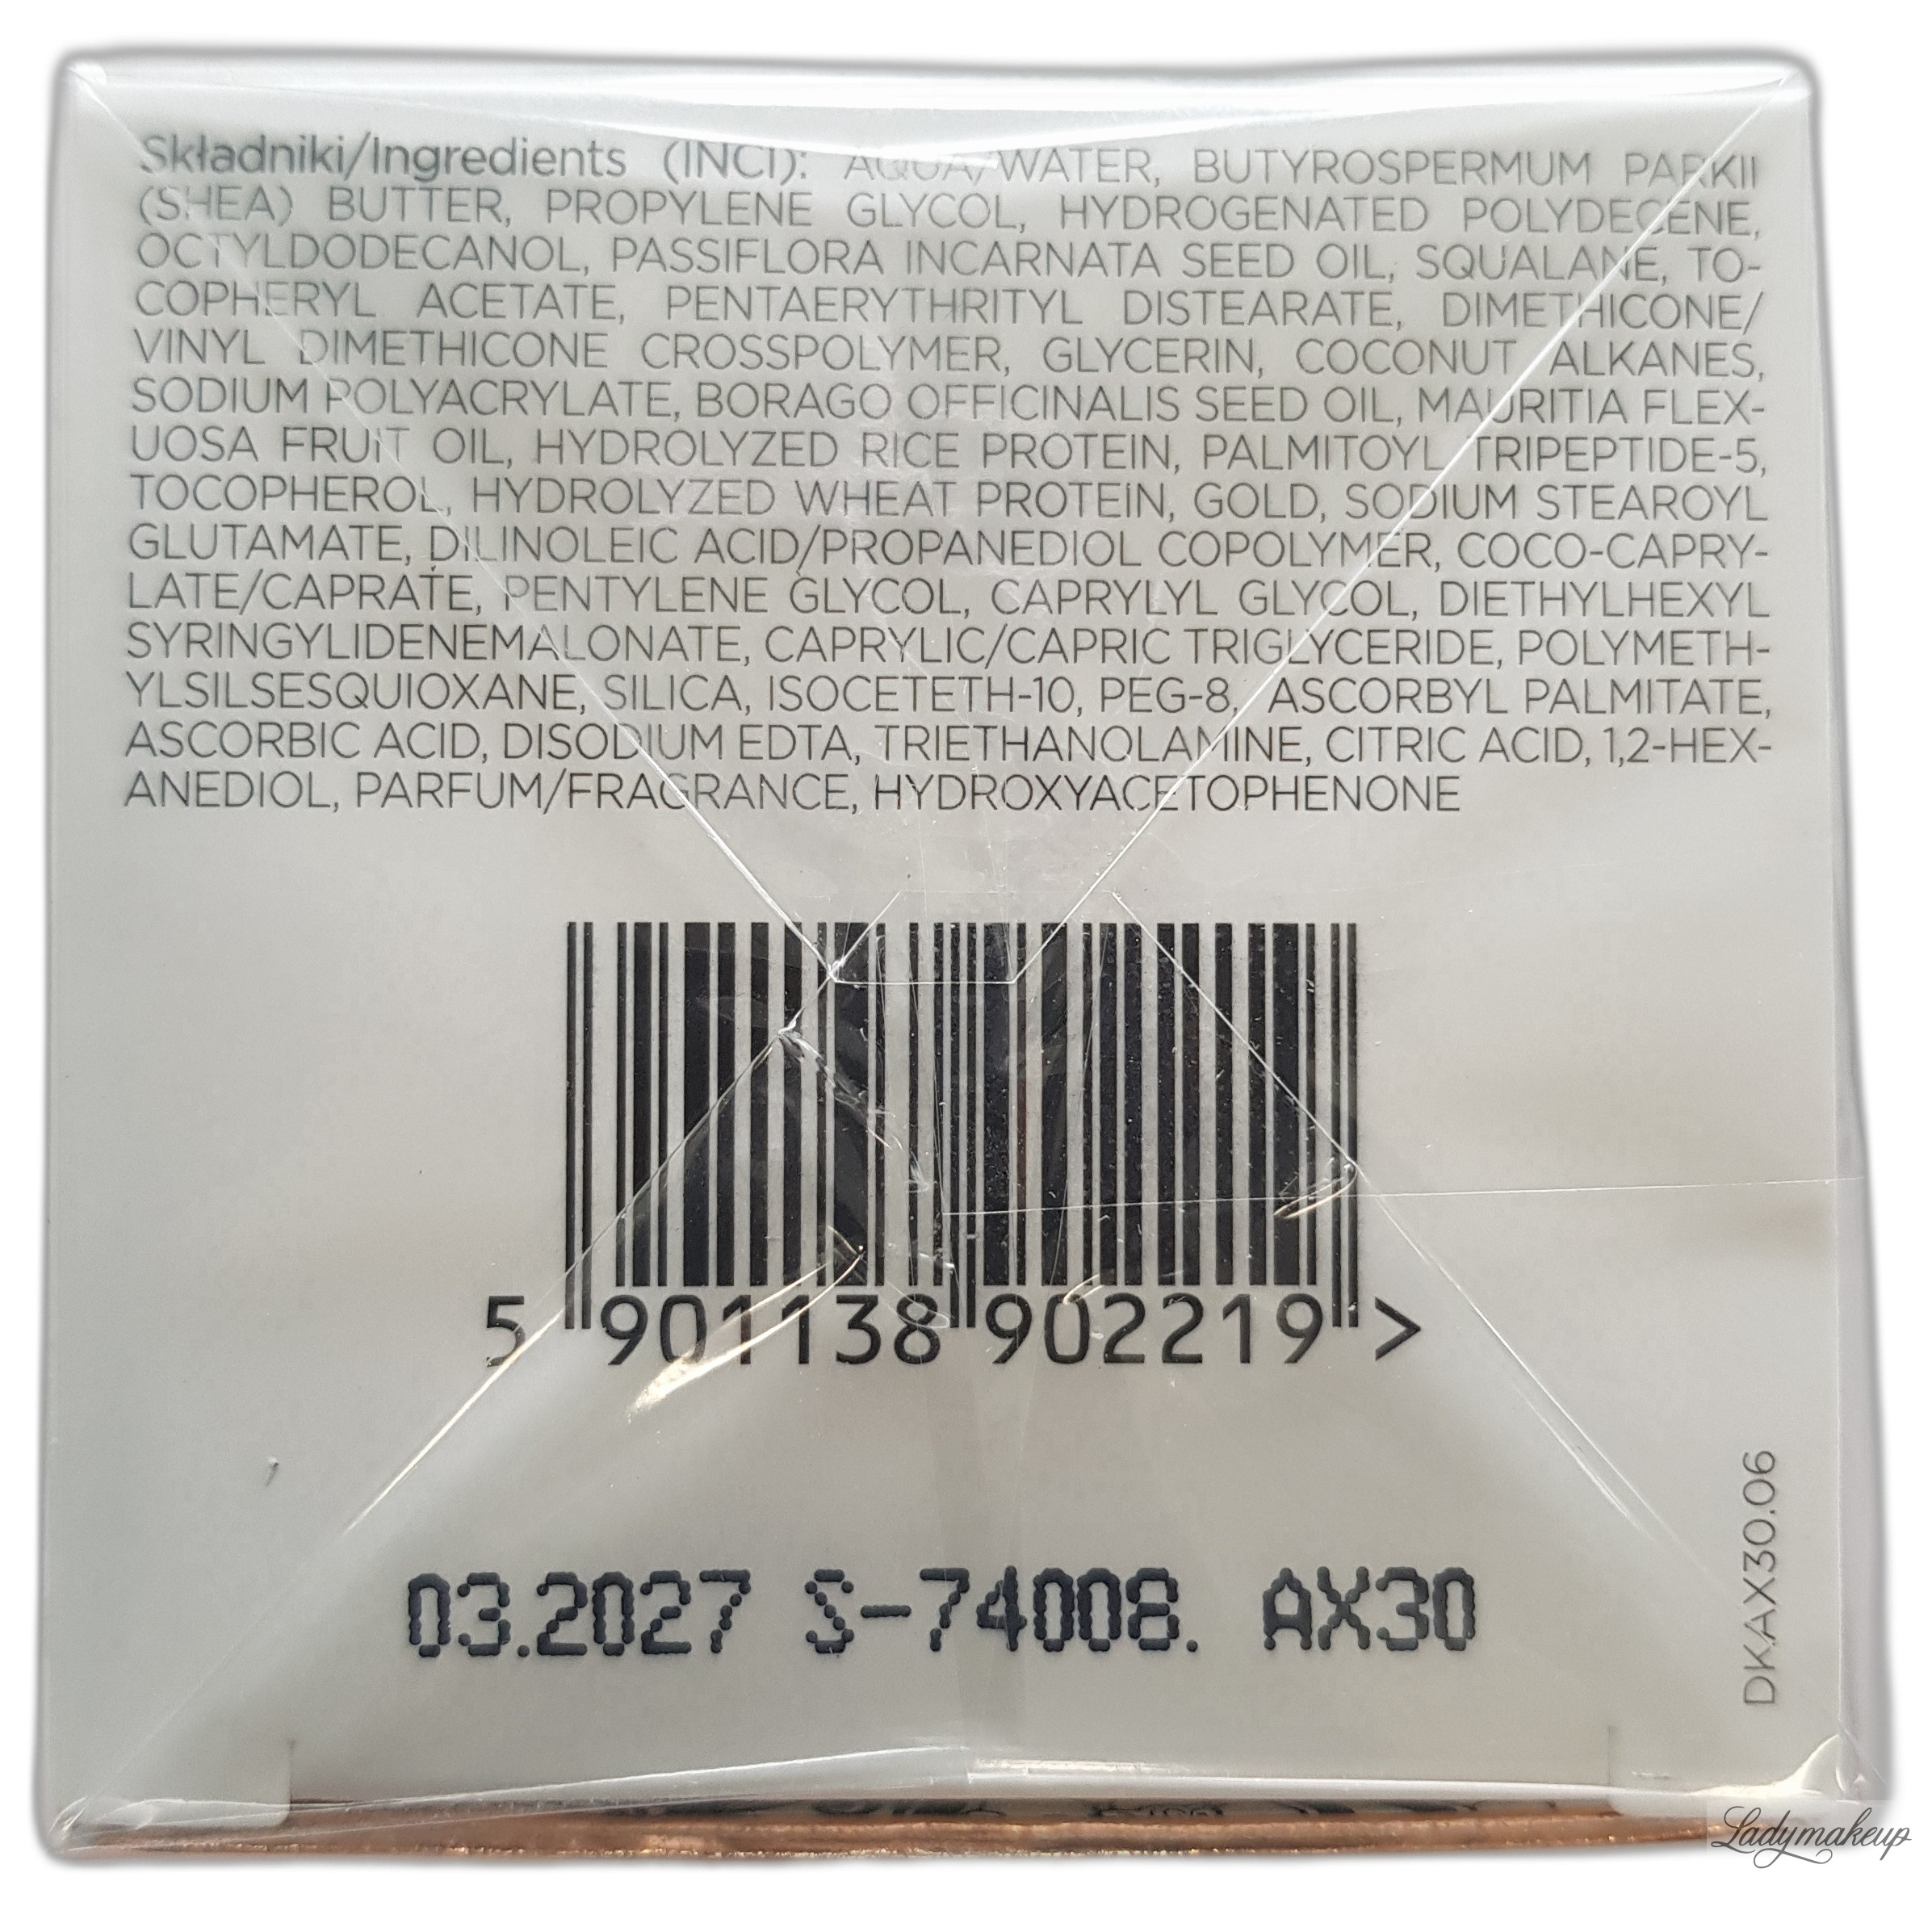 Składniki/Ingredients (INCI): AQUA/WATER, BUTYROSPERMUM PARKII
(SHEA) BUTTER, PROPYLENE GLYCOL, HYDROGENATED POLYDECENE,
OCTYLDODECANOL, PASSIFLORA INCARNATA SEED OIL, SQUALANE, TO-
COPHERYL ACETATE, PENTAERYTHRITYL DISTEARATE, DIMETHICONE/
VINYL DIMETHICONE CROSSPOLYMER, GLYCERIN, COCONUT ALKANES,
SODIUM POLYACRYLATE, BORAGO OFFICINALIS SEED OIL, MAURITIA FLEX-
UOSA FRUIT OIL, HYDROLYZED RICE PROTEIN, PALMITOYL TRIPEPTIDE-5,
TOCOPHEROL, HYDROLYZED WHEAT PROTEIN, GOLD, SODIUM STEAROYL
GLUTAMATE, DILINOLEIC ACID/PROPANEDIOL COPOLYMER, COCO-CAPRY-
LATE/CAPRATE, PENTYLENE GLYCOL, CAPRYLYL GLYCOL, DIETHYLHEXYL
SYRINGYLIDENEMALONATE, CAPRYLIC/CAPRIC TRIGLYCERIDE, POLYMETH-
YLSILSESQUIOXANE, SILICA, ISOCETETH-10, PEG-8, ASCORBYL PALMITATE,
ASCORBIC ACID, DISODIUM EDTA, TRIETHANOLAMINE, CITRIC ACID, 1,2-HEX-
ANEDIOL, PARFUM/FRAGRANCE, HYDROXYACETOPHENONE
5 901138 902219 >
03.2027 S-74008. AX30
DKAX30.06
Ladymakeup